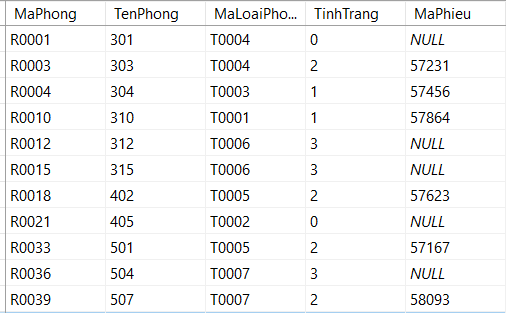 MaPhong TenPhong MaLoaiPho... TinhTrang MaPhieu
R0001 301 T0004 0 NULL
R0003 303 T0004 2 57231
R0004 304 T0003 1 57456
R0010 310 T0001 1 57864
R0012 312 T0006 3 NULL
R0015 315 T0006 3 NULL
R0018 402 T0005 2 57623
R0021 405 T0002 0 NULL
R0033 501 T0005 2 57167
R0036 504 T0007 3 NULL
R0039 507 T0007 2 58093